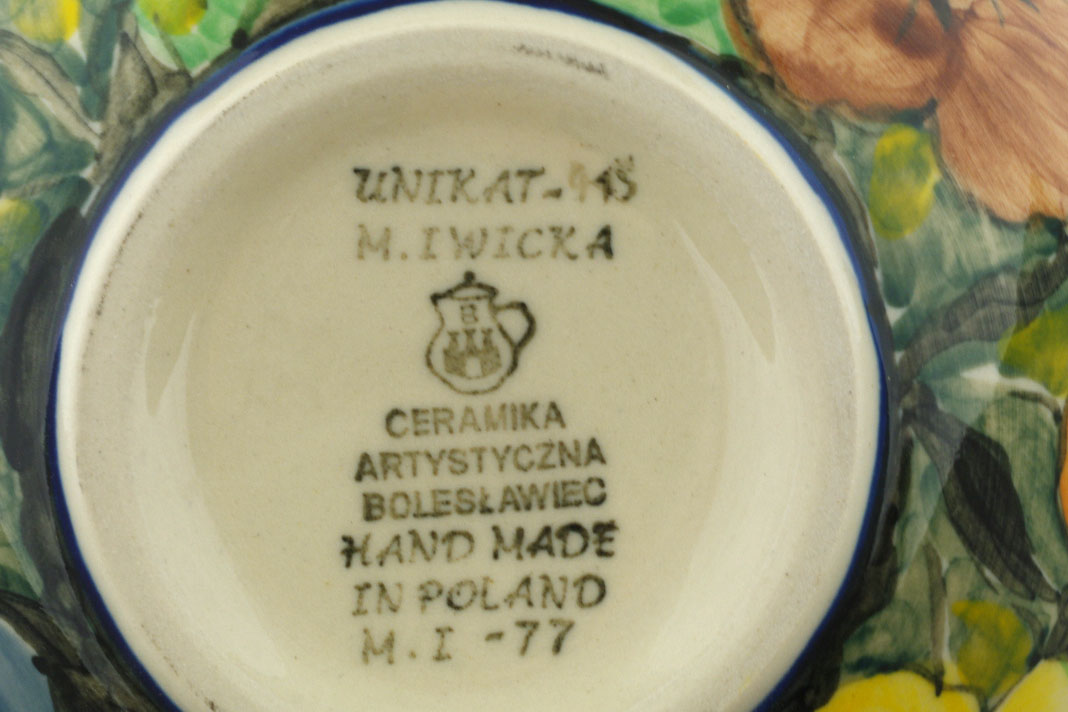 UNIKAT-
M. IWICKA
B
CERAMIKA
ARTYSTYCZNA
BOLESŁAWIEC
HAND MADE
IN POLAND
M.I -77